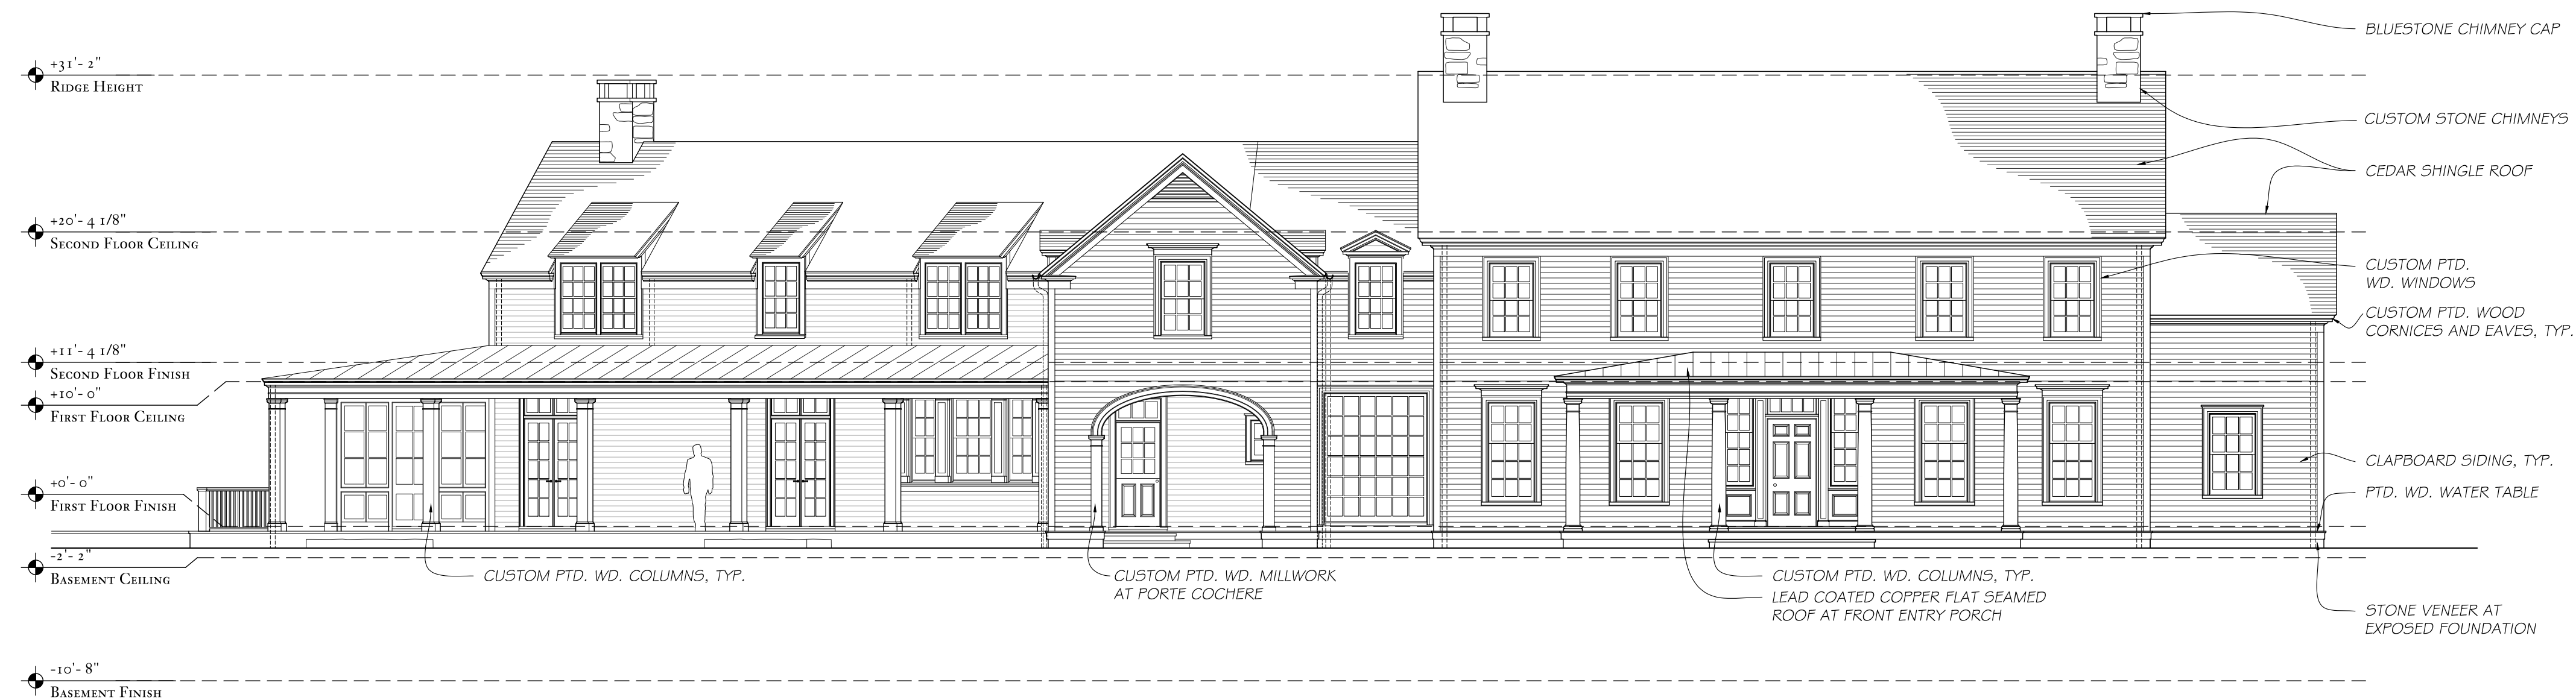 +31'- 2"
RIDGE HEIGHT
+20'- 4 1/8"
SECOND FLOOR CEILING
+11'- 4 1/8"
SECOND FLOOR FINISH
+10'- 0"
FIRST FLOOR CEILING
+0'- 0"
FIRST FLOOR FINISH
-2'- 2"
BASEMENT CEILING
-10'- 8"
BASEMENT FINISH
CUSTOM PTD. WD. COLUMNS, TYP.
CUSTOM PTD. WD. MILLWORK
AT PORTE COCHERE
CUSTOM PTD. WD. COLUMNS, TYP.
LEAD COATED COPPER FLAT SEAMED
ROOF AT FRONT ENTRY PORCH
BLUESTONE CHIMNEY CAP
CUSTOM STONE CHIMNEYS
CEDAR SHINGLE ROOF
CUSTOM PTD.
WD. WINDOWS
CUSTOM PTD. WOOD
CORNICES AND EAVES, TYP.
CLAPBOARD SIDING, TYP.
PTD. WD. WATER TABLE
STONE VENEER AT
EXPOSED FOUNDATION